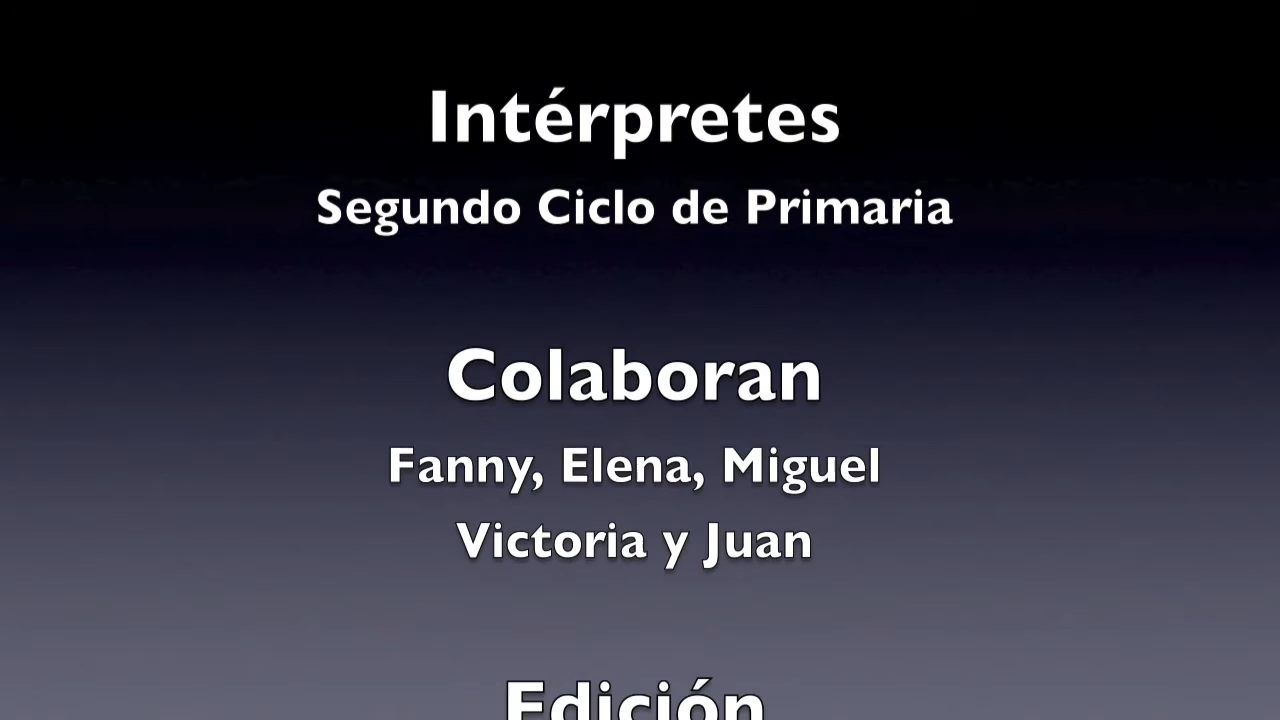 Intérpretes
Segundo Ciclo de Primaria
Colaboran
Fanny, Elena, Miguel
Victoria y Juan
Edición